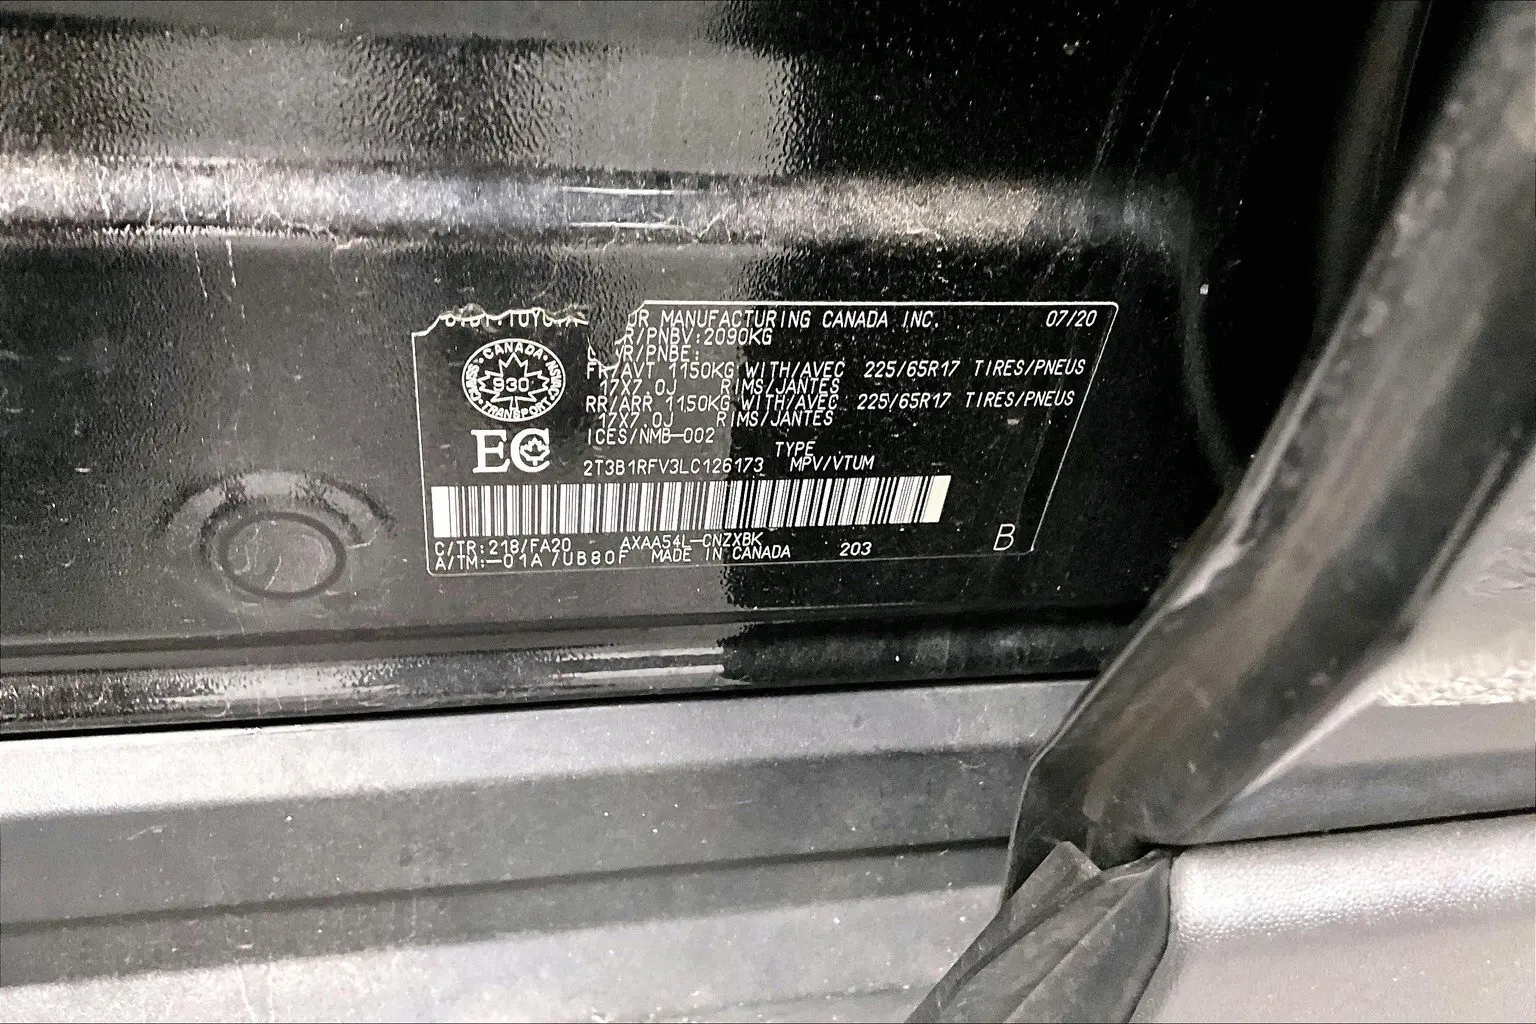 OR MANUFACTURING CANADA INC. 07/20
R/PNBV:2090KG
VR/PNBE:
FR/AVT 1150KG WITH/AVEC 225/65R17 TIRES/PNEUS
17X7.0J RIMS/JANTES
RR/ARR 1150KG WITH/AVEC 225/65R17 TIRES/PNEUS
17X7.0J RIMS/JANTES
ICES/NMB-002
TYPE
2T3B1RFV3LC126173 MPV/VTUM
CANADA
930
TRANSPORT
EC
C/TR:218/FA20 AXAA54L-CNZXBK
A/TM:-01A/UB80F MADE IN CANADA 203 B